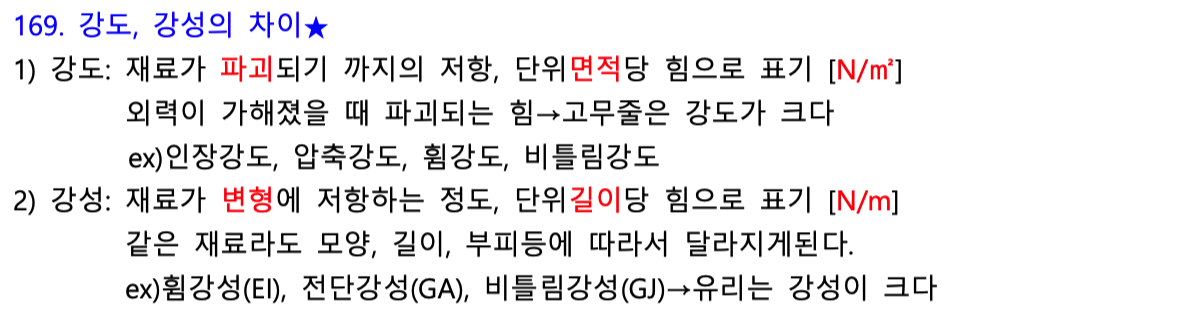 169. 강도, 강성의 차이★
1) 강도: 재료가 파괴되기 까지의 저항, 단위면적당 힘으로 표기 [N/㎡]
외력이 가해졌을 때 파괴되는 힘→고무줄은 강도가 크다
ex)인장강도, 압축강도, 휨강도, 비틀림강도
2) 강성: 재료가 변형에 저항하는 정도, 단위길이당 힘으로 표기 [N/m]
같은 재료라도 모양, 길이, 부피등에 따라서 달라지게된다.
ex)휨강성(EI), 전단강성(GA), 비틀림강성(GJ)→유리는 강성이 크다